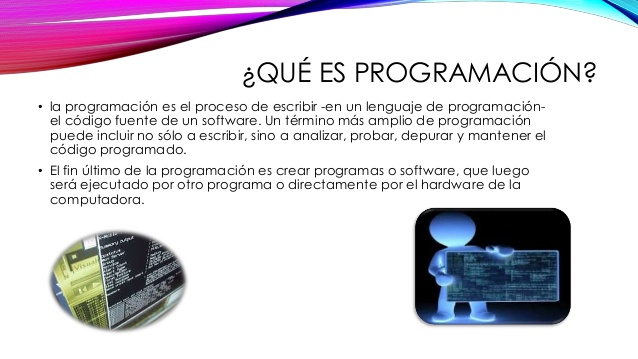 ¿QUÉ ES PROGRAMACIÓN?
• la programación es el proceso de escribir -en un lenguaje de programación-
el código fuente de un software. Un término más amplio de programación
puede incluir no sólo a escribir, sino a analizar, probar, depurar y mantener el
código programado.
• El fin último de la programación es crear programas o software, que luego
será ejecutado por otro programa o directamente por el hardware de la
computadora.
Summary output
Visual